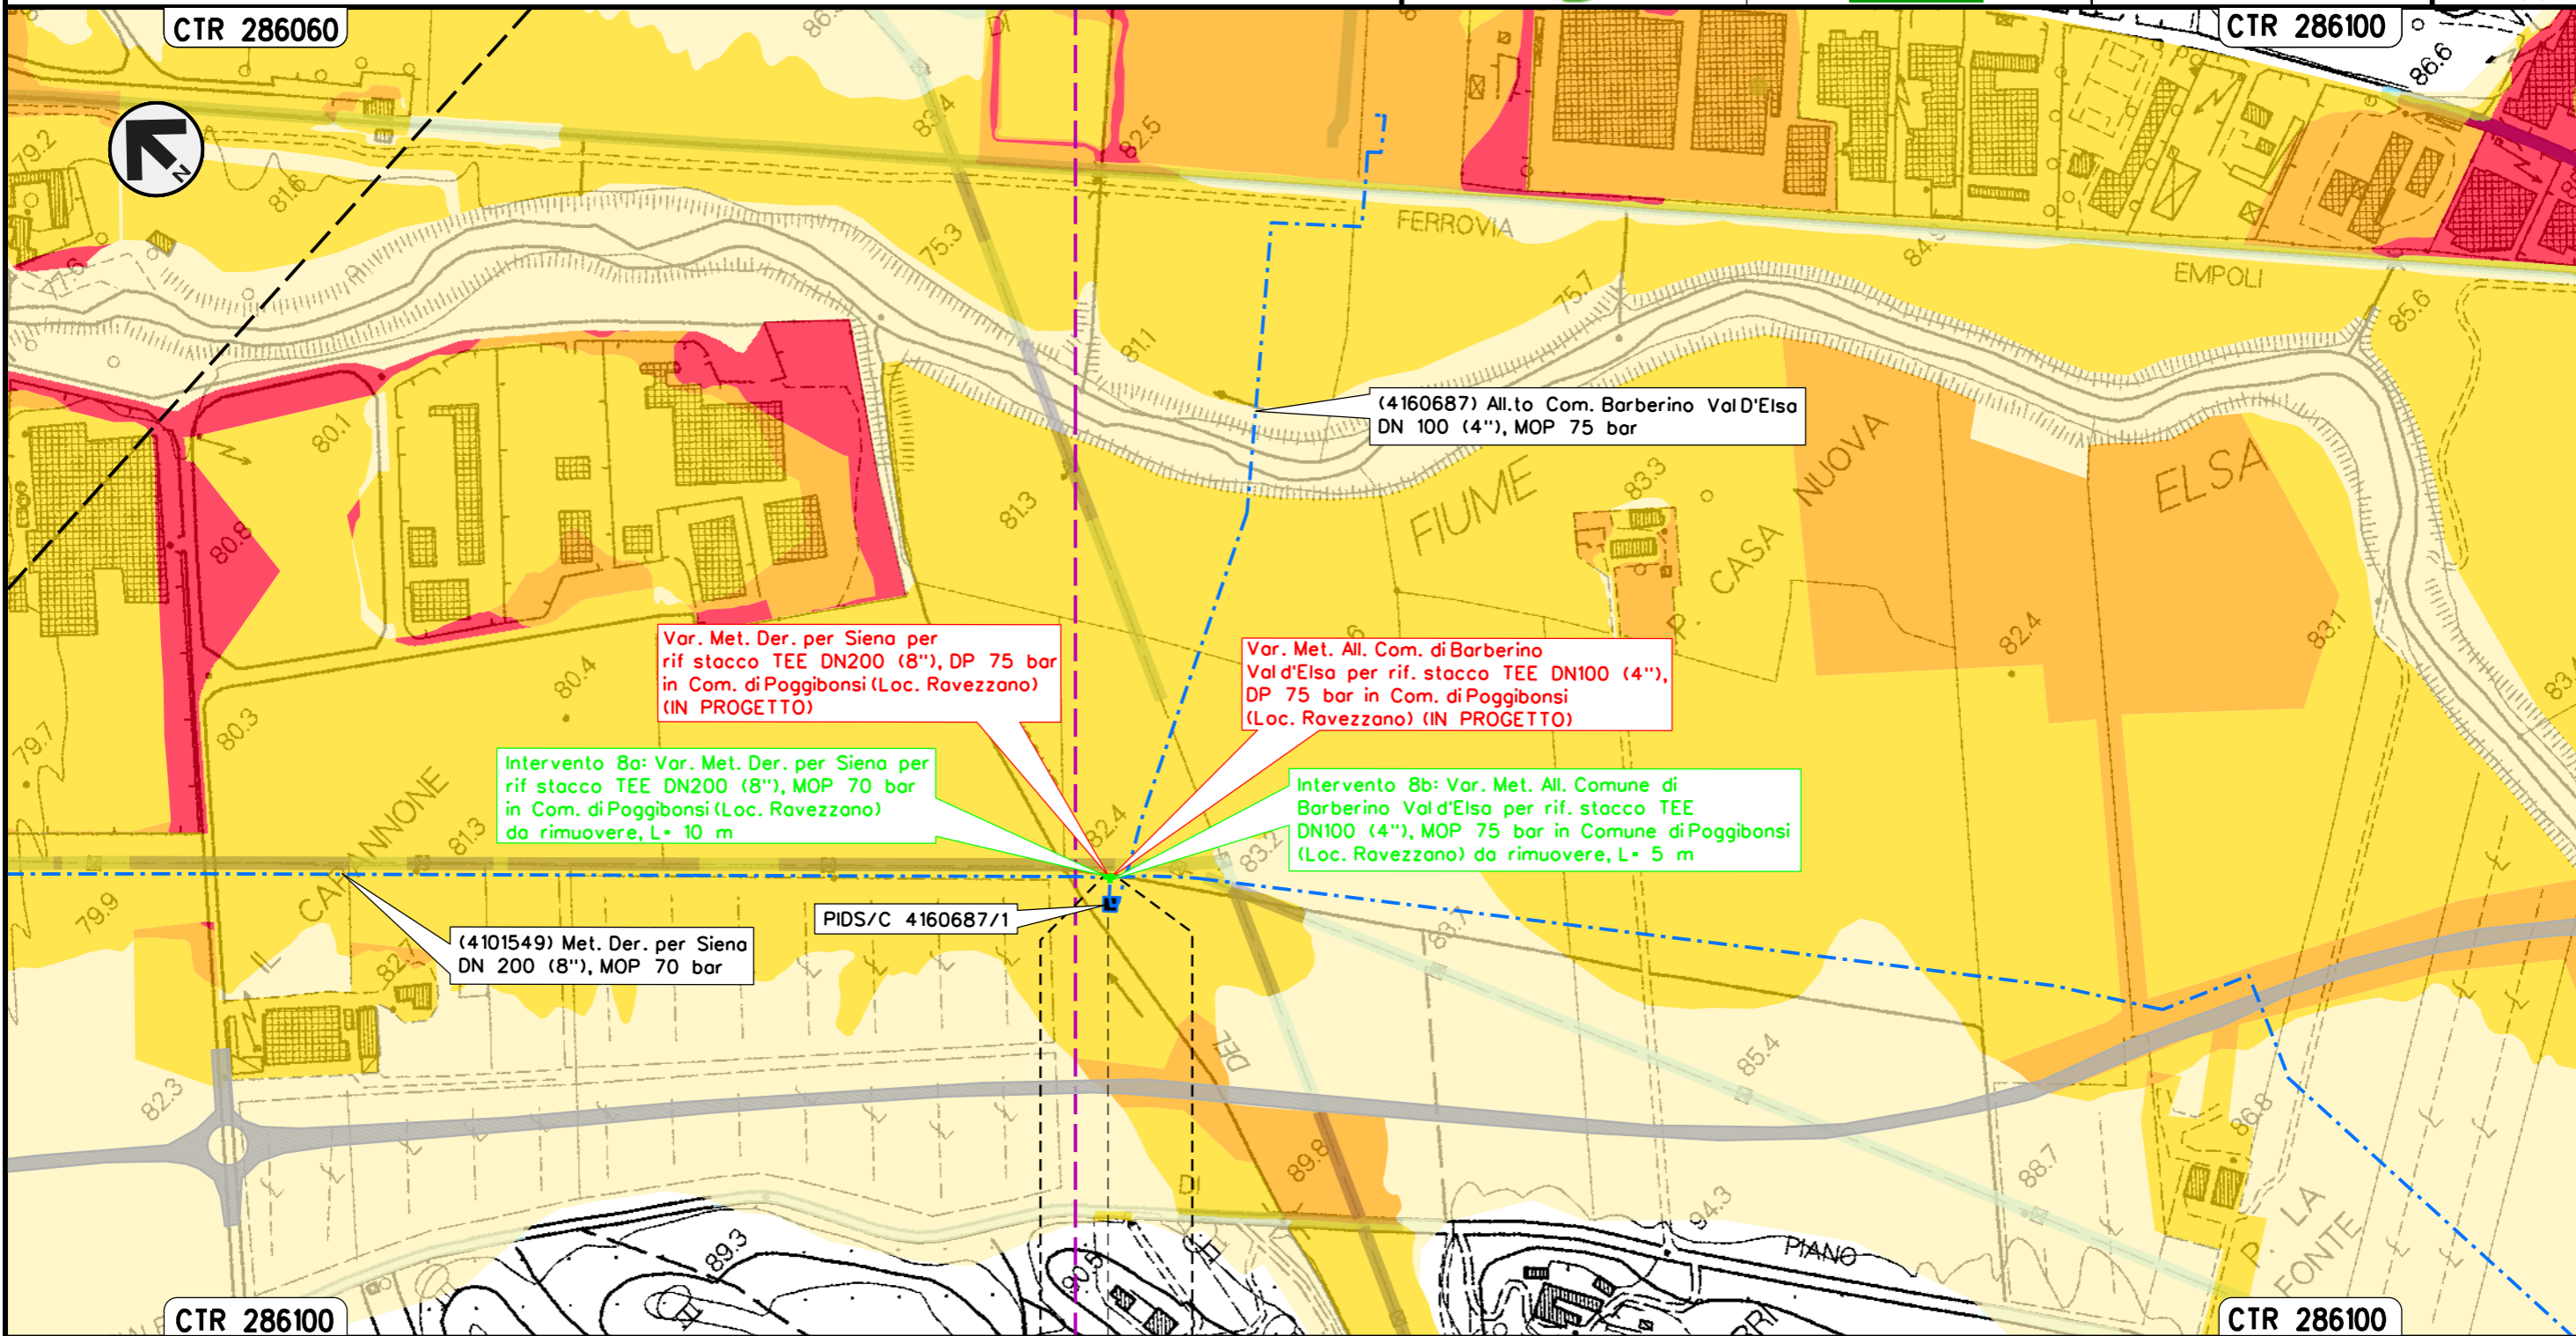 CTR 286060
CTR 286100
86.6
83.4
82.5
79.2
81.6
75.3
FERROVIA
84.9
EMPOLI
77.6
75.7
85.6
81.1
(4160687) All.to Com. Barberino Val D'Elsa
DN 100 (4"), MOP 75 bar
80.1
80.8
81.3
FIUME
83.3
P. CASA NUOVA
ELSA
82.4
83.1
80.4
80.3
79.7
Var. Met. Der. per Siena per
rif stacco TEE DN200 (8"), DP 75 bar
in Com. di Poggibonsi (Loc. Ravezzano)
(IN PROGETTO)
Var. Met. All. Com. di Barberino
Val d'Elsa per rif. stacco TEE DN100 (4"),
DP 75 bar in Com. di Poggibonsi
(Loc. Ravezzano) (IN PROGETTO)
Intervento 8a: Var. Met. Der. per Siena per
rif stacco TEE DN200 (8"), MOP 70 bar
in Com. di Poggibonsi (Loc. Ravezzano)
da rimuovere, L= 10 m
Intervento 8b: Var. Met. All. Comune di
Barberino Val d'Elsa per rif. stacco TEE
DN100 (4"), MOP 75 bar in Comune di Poggibonsi
(Loc. Ravezzano) da rimuovere, L= 5 m
82.4
83.2
81.3
IL CAPANNONE
79.9
PIDS/C 4160687/1
(4101549) Met. Der. per Siena
DN 200 (8"), MOP 70 bar
82.7
83.7
DEL
85.4
82.3
86.8
89.8
88.7
DI
94.3
89.3
90.5
PIANO
P. LA
FONTE
CTR 286100
CTR 286100
N